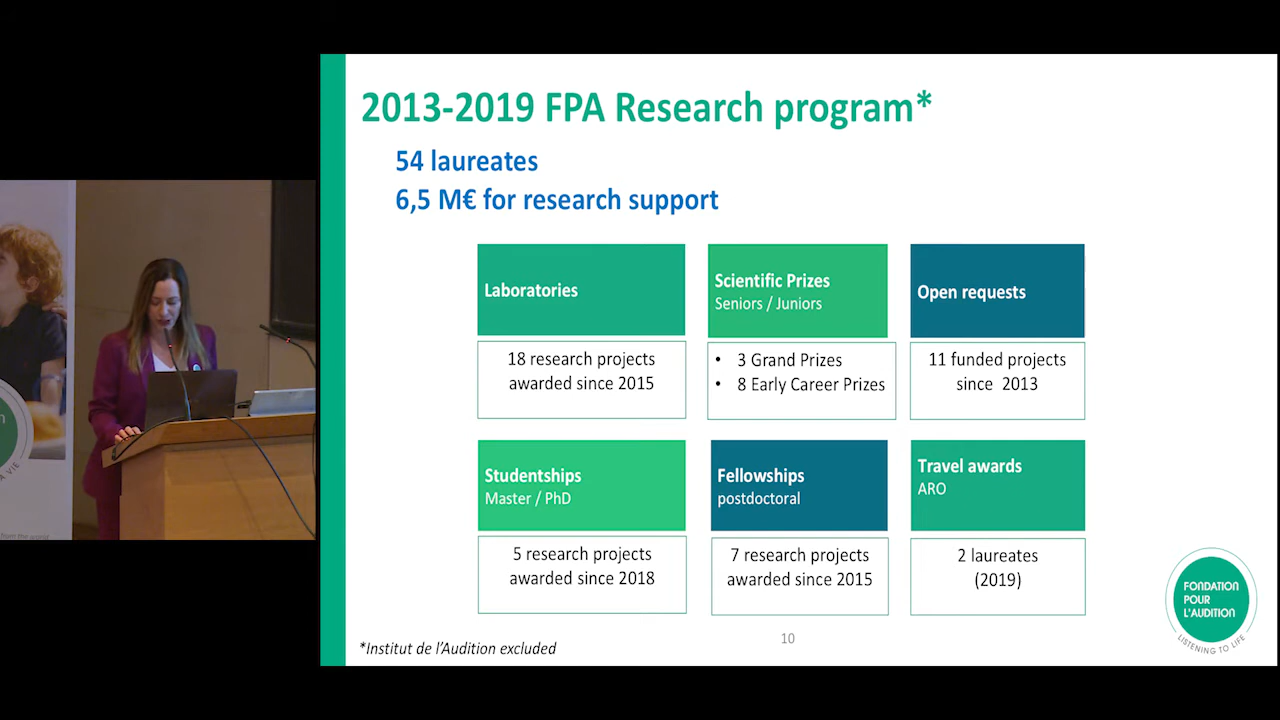 2013-2019 FPA Research program*
54 laureates
6,5 M€ for research support
Laboratories
18 research projects
awarded since 2015
Scientific Prizes
Seniors / Juniors
• 3 Grand Prizes
• 8 Early Career Prizes
Open requests
11 funded projects
since 2013
Studentships
Master / PhD
5 research projects
awarded since 2018
Fellowships
postdoctoral
7 research projects
awarded since 2015
Travel awards
ARO
2 laureates
(2019)
*Institut de l'Audition excluded
10
FONDATION
POUR
L'AUDITION
LISTENING TO LIFE